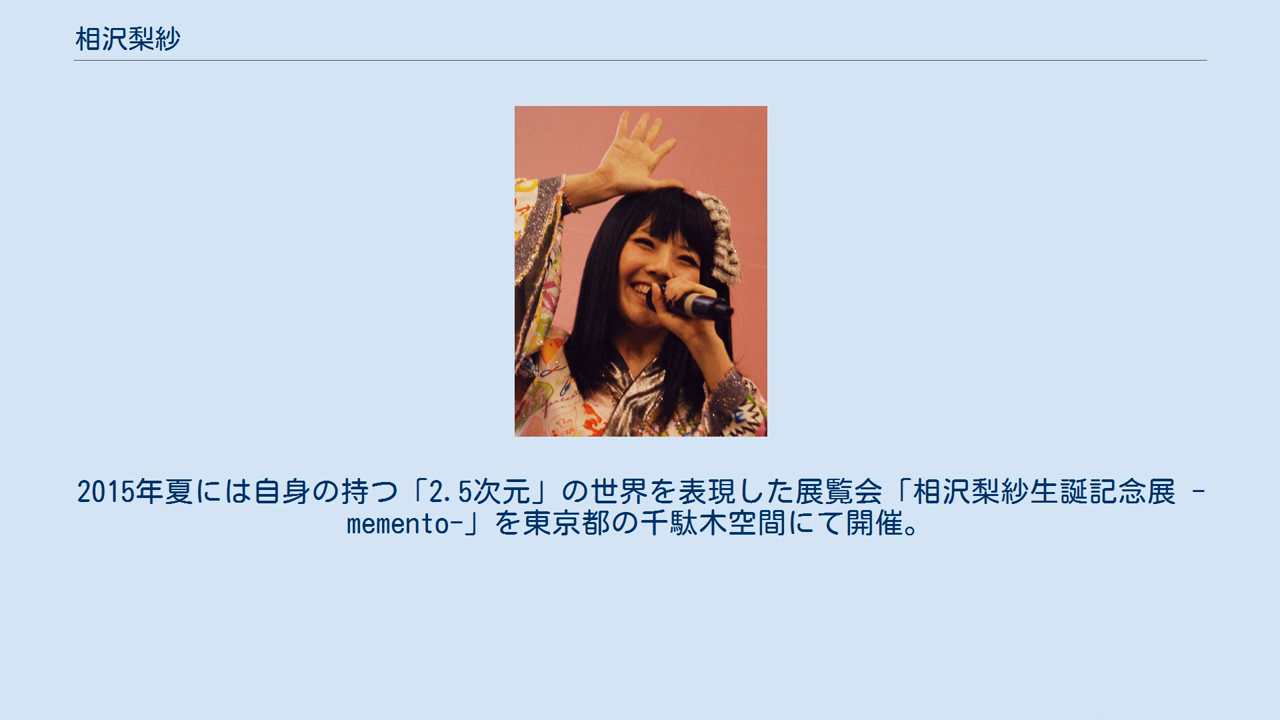 相沢梨紗
2015年夏には自身の持つ「2.5次元」の世界を表現した展覧会「相沢梨紗生誕記念展 -
memento-」を東京都の千駄木空間にて開催。